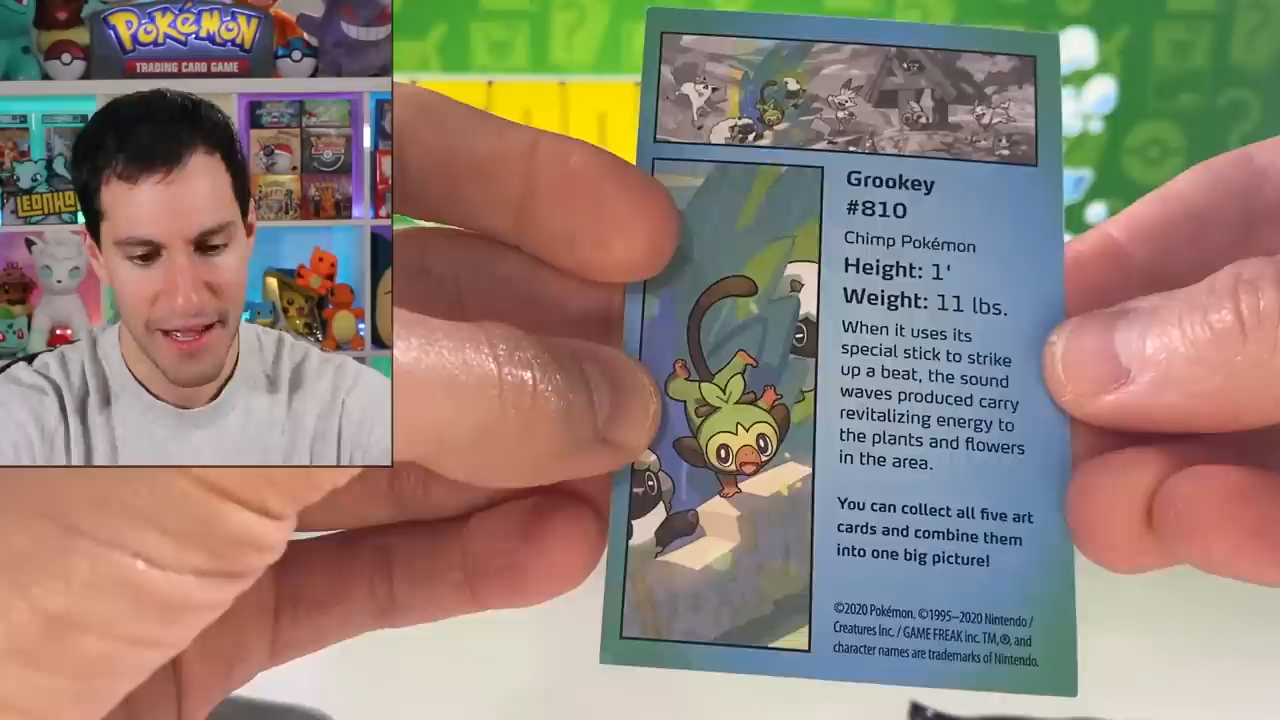 POKéMON
TRADING CARD GAME
LEONHA
Grookey
#810
Chimp Pokémon
Height: 1'
Weight: 11 lbs.
When it uses its
special stick to strike
up a beat, the sound
waves produced carry
revitalizing energy to
the plants and flowers
in the area.
You can collect all five art
cards and combine them
into one big picture!
©2020 Pokémon. ©1995–2020 Nintendo /
Creatures Inc. / GAME FREAK inc. TM,®, and
character names are trademarks of Nintendo.